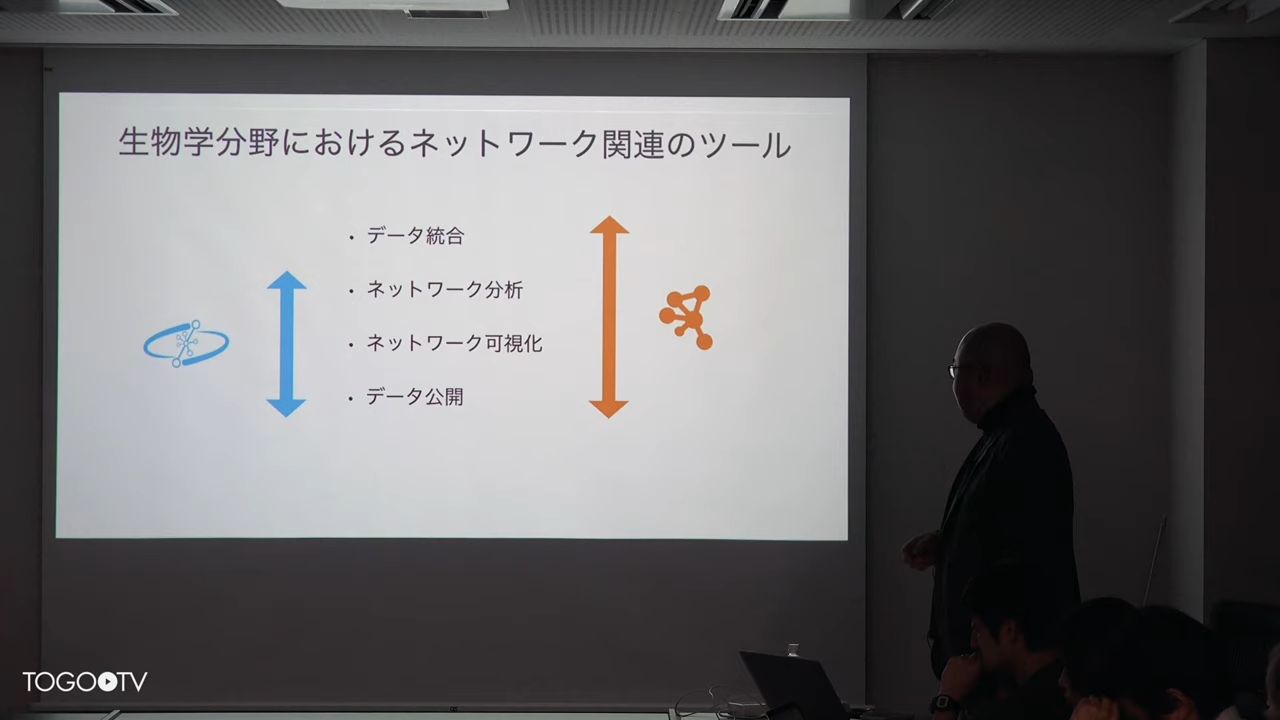 生物学分野におけるネットワーク関連のツール
・データ統合
・ネットワーク分析
・ネットワーク可視化
・データ公開
TOGOTV